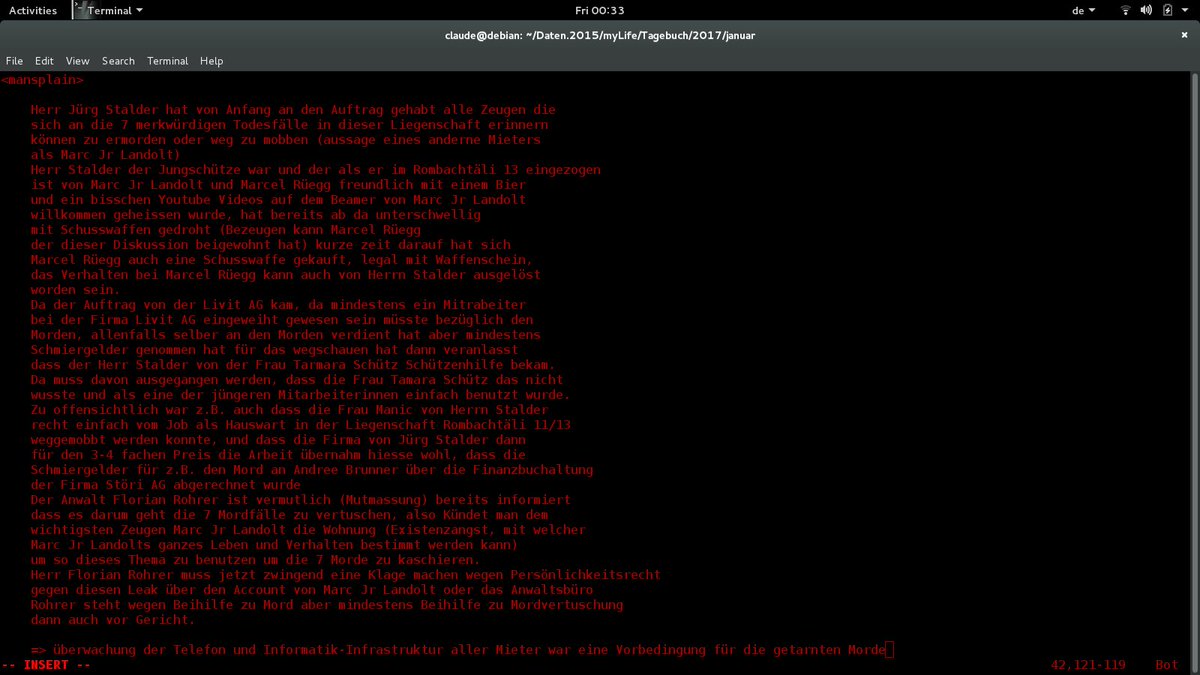 Activities Terminal Fri 00:33 de
claude@debian: ~/Daten.2015/myLife/Tagebuch/2017/januar ×
File Edit View Search Terminal Help
<mansplain>
Herr Jürg Stalder hat von Anfang an den Auftrag gehabt alle Zeugen die
sich an die 7 merkwürdigen Todesfälle in dieser Liegenschaft erinnern
können zu ermorden oder weg zu mobben (aussage eines anderne Mieters
als Marc Jr Landolt)
Herr Stalder der Jungschütze war und der als er im Rombachtäli 13 eingezogen
ist von Marc Jr Landolt und Marcel Rüegg freundlich mit einem Bier
und ein bisschen Youtube Videos auf dem Beamer von Marc Jr Landolt
willkommen geheissen wurde, hat bereits ab da unterschwellig
mit Schusswaffen gedroht (Bezeugen kann Marcel Rüegg
der dieser Diskussion beigewohnt hat) kurze zeit darauf hat sich
Marcel Rüegg auch eine Schusswaffe gekauft, legal mit Waffenschein,
das Verhalten bei Marcel Rüegg kann auch von Herrn Stalder ausgelöst
worden sein.
Da der Auftrag von der Livit AG kam, da mindestens ein Mitrabeiter
bei der Firma Livit AG eingeweiht gewesen sein müsste bezüglich den
Morden, allenfalls selber an den Morden verdient hat aber mindestens
Schmiergelder genommen hat für das wegschauen hat dann veranlasst
dass der Herr Stalder von der Frau Tarmara Schütz Schützenhilfe bekam.
Da muss davon ausgegangen werden, dass die Frau Tamara Schütz das nicht
wusste und als eine der jüngeren Mitarbeiterinnen einfach benutzt wurde.
Zu offensichtlich war z.B. auch dass die Frau Manic von Herrn Stalder
recht einfach vom Job als Hauswart in der Liegenschaft Rombachtäli 11/13
weggemobbt werden konnte, und dass die Firma von Jürg Stalder dann
für den 3-4 fachen Preis die Arbeit übernahm hiesse wohl, dass die
Schmiergelder für z.B. den Mord an Andree Brunner über die Finanzbuchaltung
der Firma Störi AG abgerechnet wurde
Der Anwalt Florian Rohrer ist vermutlich (Mutmassung) bereits informiert
dass es darum geht die 7 Mordfälle zu vertuschen, also Kündet man dem
wichtigsten Zeugen Marc Jr Landolt die Wohnung (Existenzangst, mit welcher
Marc Jr Landolts ganzes Leben und Verhalten bestimmt werden kann)
um so dieses Thema zu benutzen um die 7 Morde zu kaschieren.
Herr Florian Rohrer muss jetzt zwingend eine Klage machen wegen Persönlichkeitsrecht
gegen diesen Leak über den Account von Marc Jr Landolt oder das Anwaltsbüro
Rohrer steht wegen Beihilfe zu Mord aber mindestens Beihilfe zu Mordvertuschung
dann auch vor Gericht.
=> überwachung der Telefon und Informatik-Infrastruktur aller Mieter war eine Vorbedingung für die getarnten Morde
-- INSERT -- 42,121-119 Bot